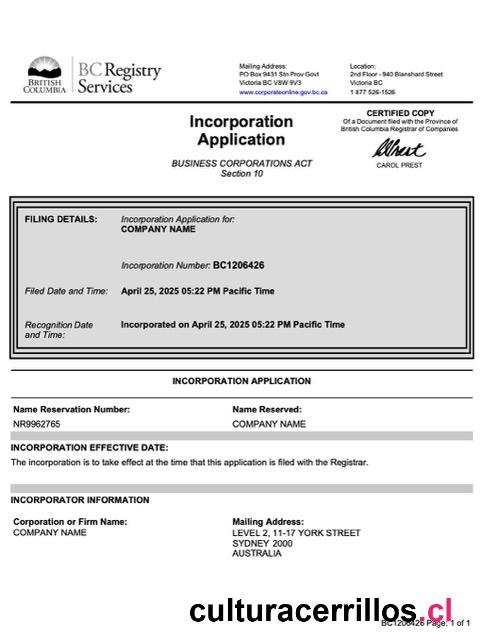 BRITISH
COLUMBIA
BC Registry
Services
Mailing Address:
PO Box 9431 Stn Prov Govt
Victoria BC V8W 9V3
www.corporateonline.gov.bc.ca
Location:
2nd Floor - 940 Blanshard Street
Victoria BC
1 877 526-1526
Incorporation
Application
BUSINESS CORPORATIONS ACT
Section 10
CERTIFIED COPY
Of a Document filed with the Province of
British Columbia Registrar of Companies
CAROL PREST
FILING DETAILS:
Incorporation Application for:
COMPANY NAME
Incorporation Number: BC1206426
Filed Date and Time: April 25, 2025 05:22 PM Pacific Time
Recognition Date
and Time:
Incorporated on April 25, 2025 05:22 PM Pacific Time
INCORPORATION APPLICATION
Name Reservation Number:
NR9962765
Name Reserved:
COMPANY NAME
INCORPORATION EFFECTIVE DATE:
The incorporation is to take effect at the time that this application is filed with the Registrar.
INCORPORATOR INFORMATION
Corporation or Firm Name:
COMPANY NAME
Mailing Address:
LEVEL 2, 11-17 YORK STREET
SYDNEY 2000
AUSTRALIA
culturacerrillos.cl
BC1206426 Page: 1 of 1